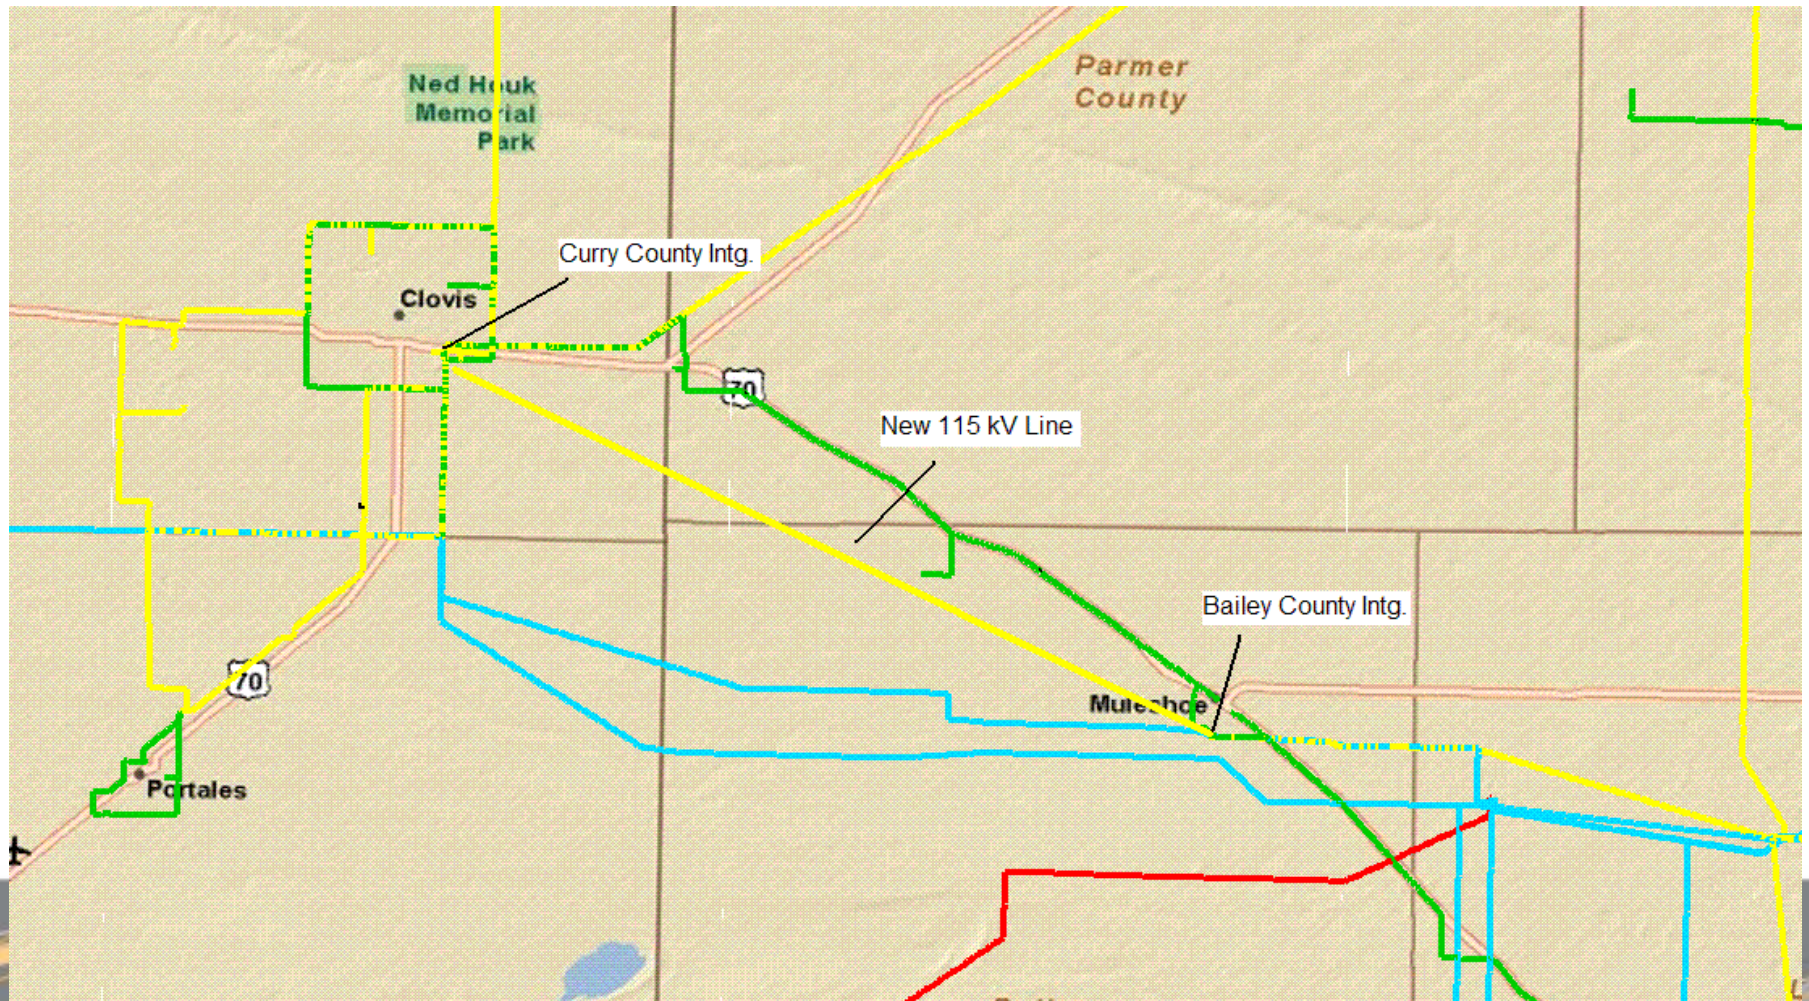 Parmer
County
Ned Houk
Memorial
Park
Curry County Intg.
Clovis
70
New 115 kV Line
Bailey County Intg.
70
Muleshoe
Portales